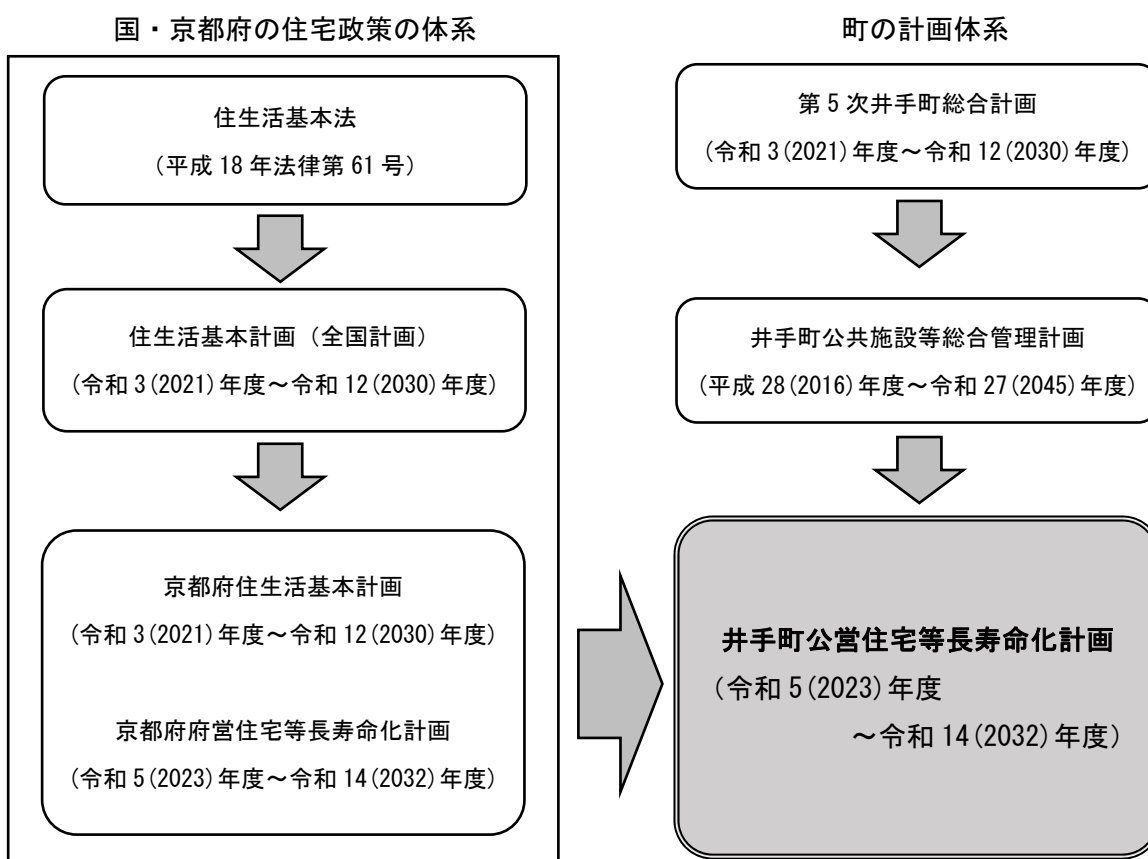 国・京都府の住宅政策の体系
住生活基本法
（平成 18 年法律第 61 号）
住生活基本計画（全国計画）
（令和 3(2021)年度～令和 12(2030)年度）
京都府住生活基本計画
（令和 3(2021)年度～令和 12(2030)年度）
京都府府営住宅等長寿命化計画
（令和 5(2023)年度～令和 14(2032)年度）
町の計画体系
第 5 次井手町総合計画
（令和 3(2021)年度～令和 12(2030)年度）
井手町公共施設等総合管理計画
（平成 28(2016)年度～令和 27(2045)年度）
井手町公営住宅等長寿命化計画
（令和 5(2023)年度
～令和 14(2032)年度）